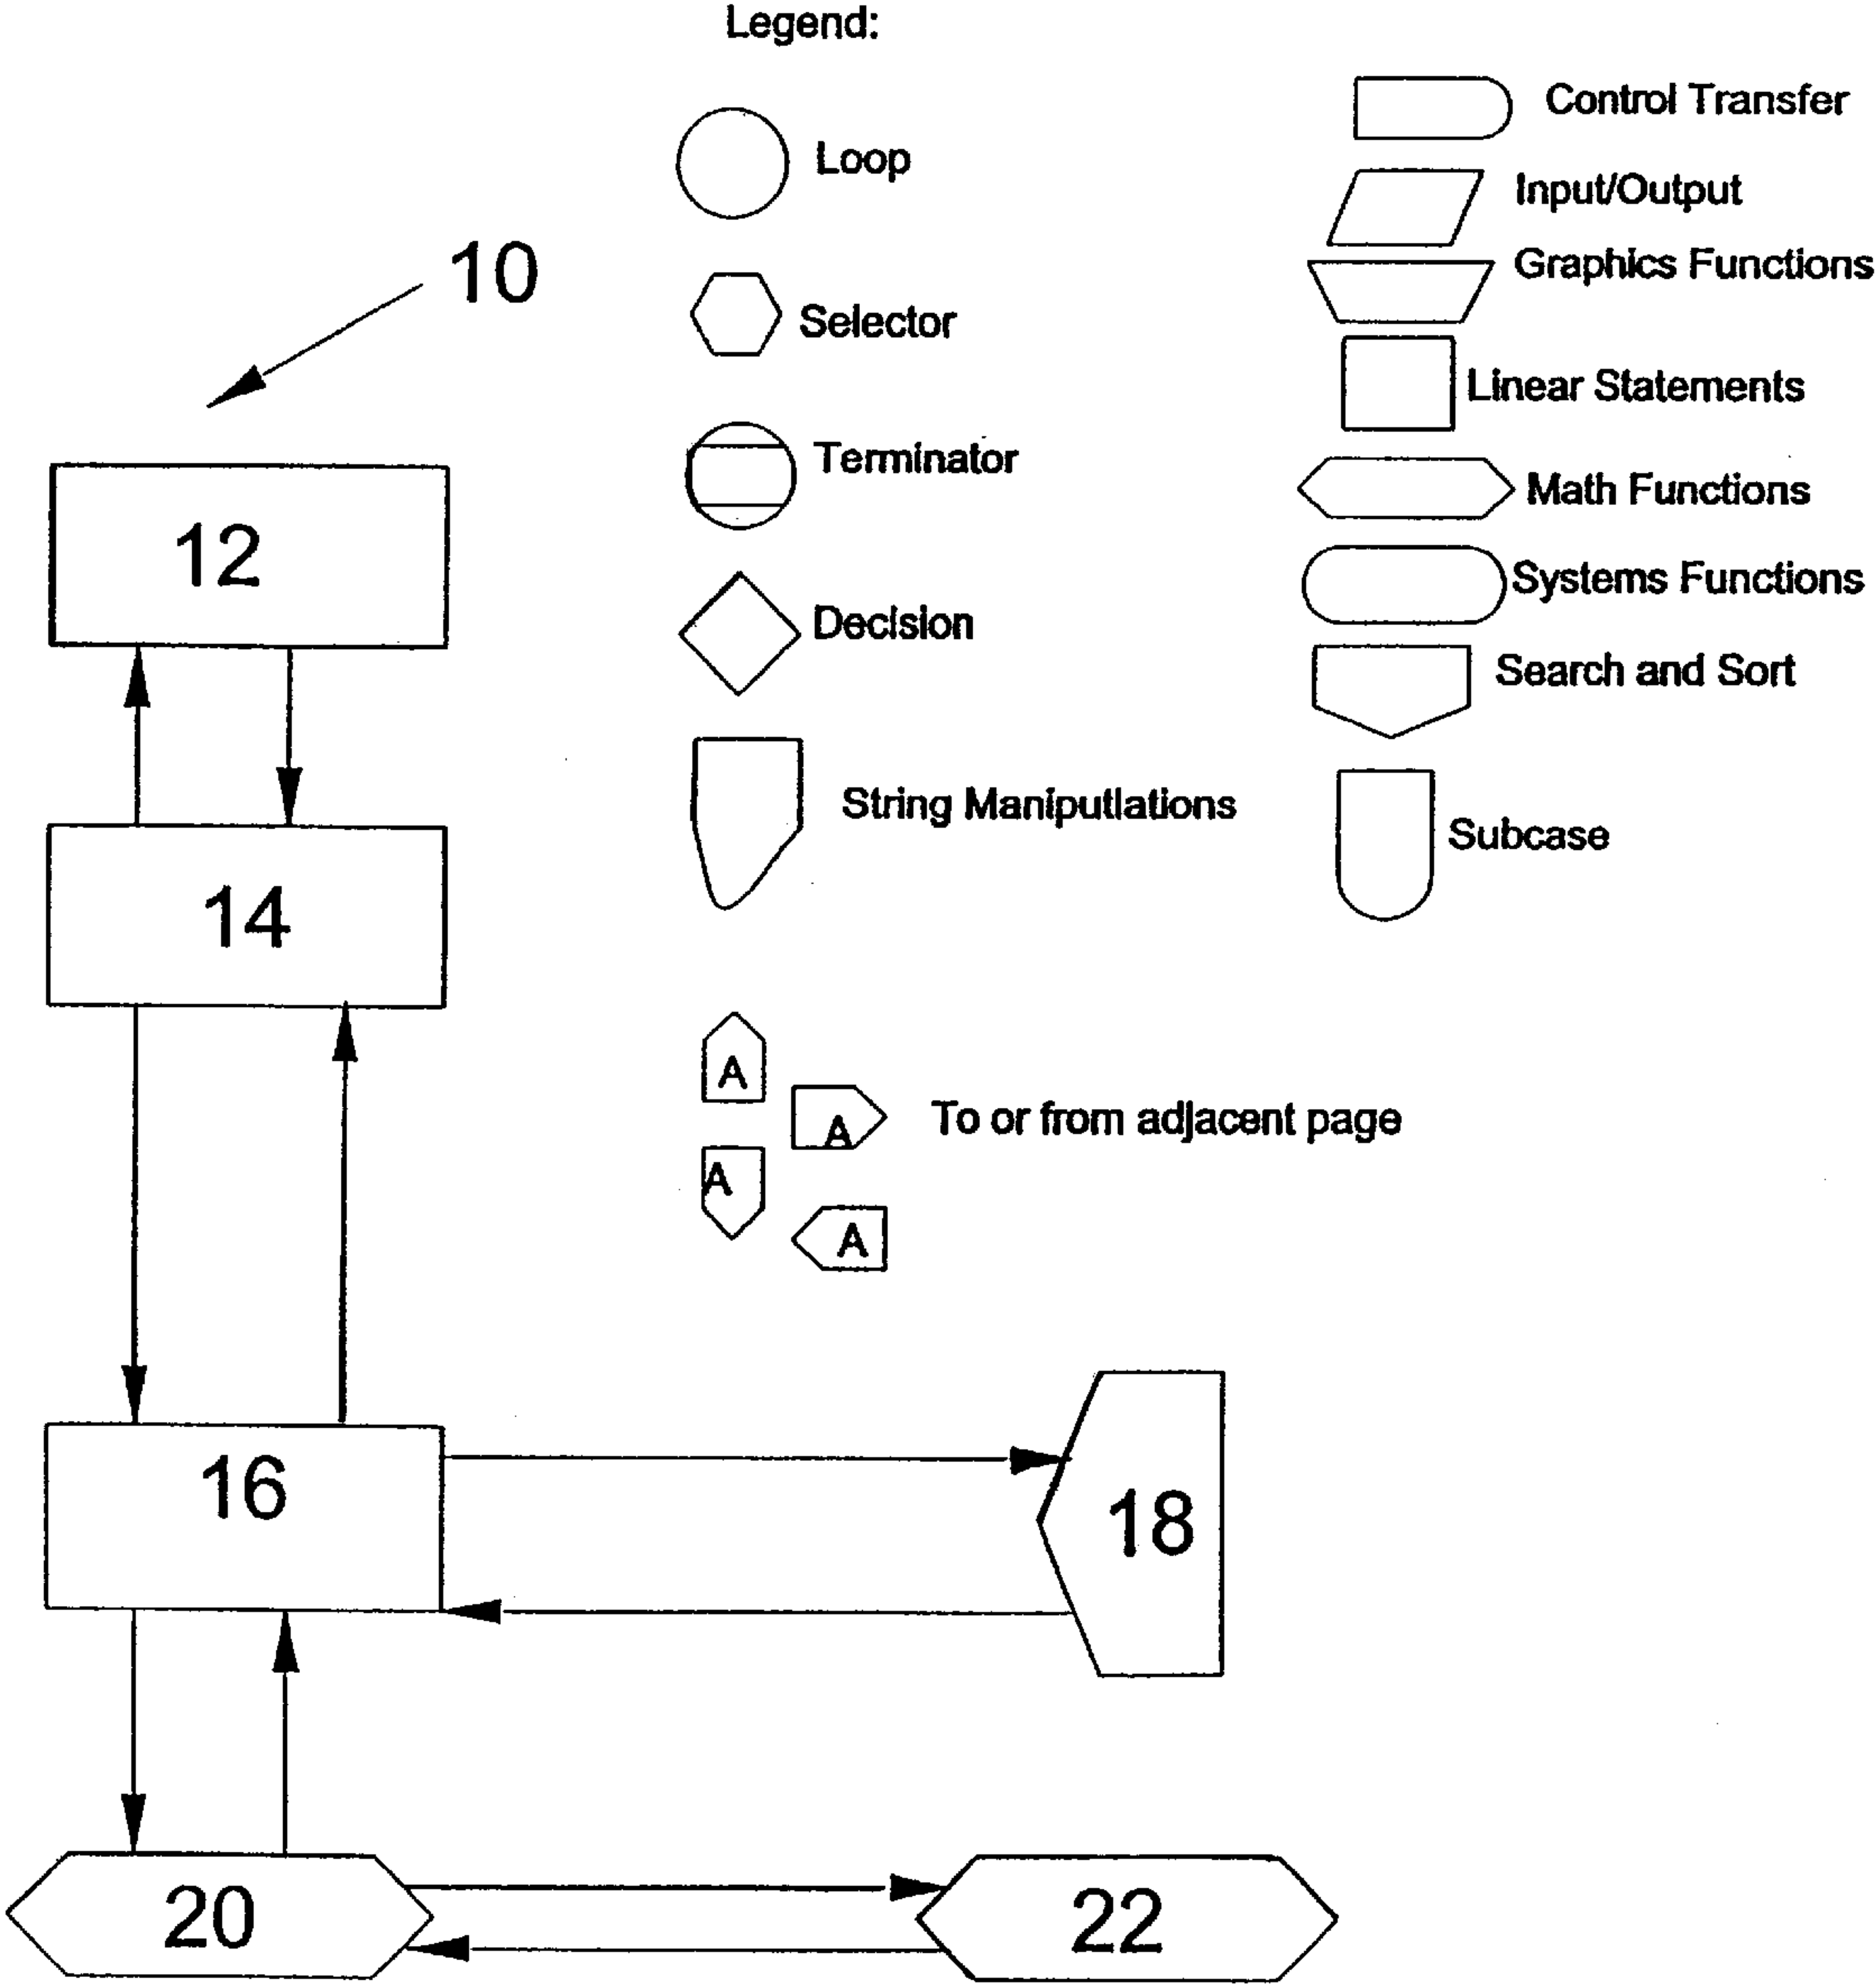 Legend:
Loop
Selector
Terminator
Decision
String Maniputlations
Control Transfer
Input/Output
Graphics Functions
Linear Statements
Math Functions
Systems Functions
Search and Sort
Subcase
A
A
A
A
To or from adjacent page
10
12
14
16
18
20
22